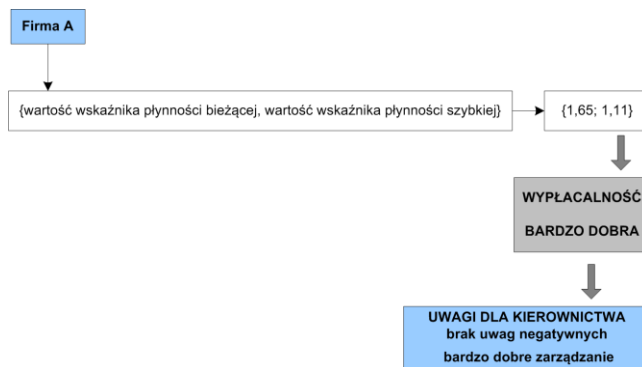 Firma A
{wartość wskaźnika płynności bieżącej, wartość wskaźnika płynności szybkiej}
{1,65; 1,11}
WYPŁACALNOŚĆ
BARDZO DOBRA
UWAGI DLA KIEROWNICTWA
brak uwag negatywnych
bardzo dobre zarządzanie